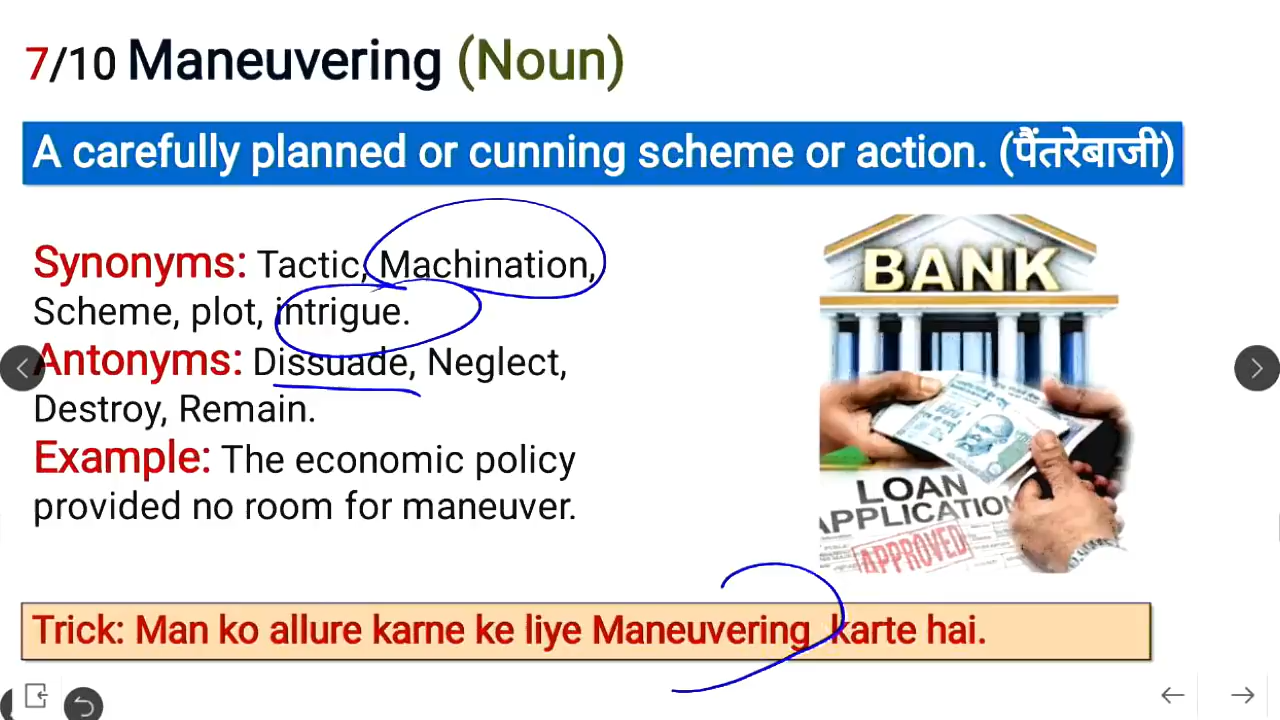 7/10 Maneuvering (Noun)
A carefully planned or cunning scheme or action. (पैंतरेबाजी)
Synonyms: Tactic, Machination,
Scheme, plot, intrigue.
Antonyms: Dissuade, Neglect,
Destroy, Remain.
Example: The economic policy
provided no room for maneuver.
BANK
LOAN
APPLICATION
APPROVED
Trick: Man ko allure karne ke liye Maneuvering karte hai.